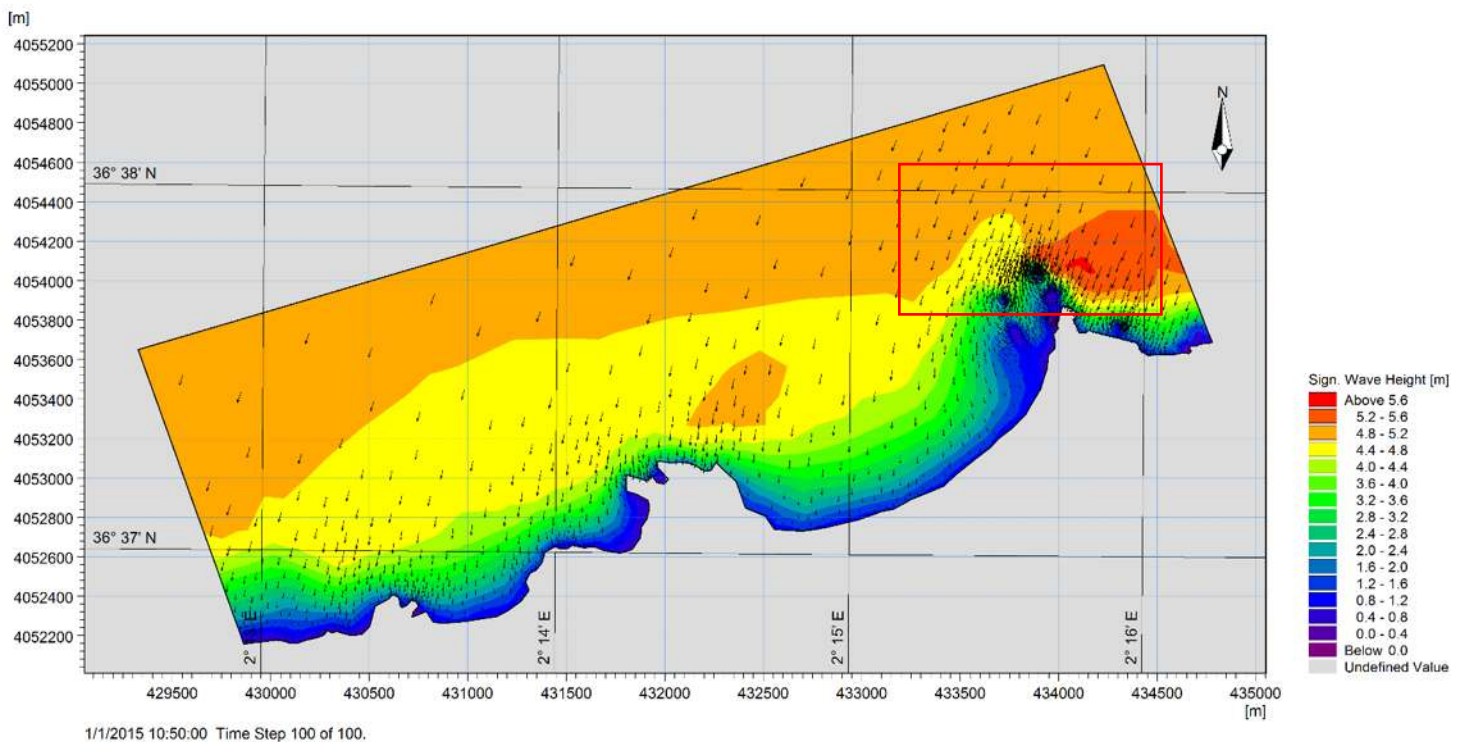 [m]
4055200
4055000
4054800
4054600
4054400
4054200
4054000
4053800
4053600
4053400
4053200
4053000
4052800
4052600
4052400
4052200
36° 38' N
36° 37' N
N
2° 14' E
2° 15' E
2° 16' E
429500 430000 430500 431000 431500 432000 432500 433000 433500 434000 434500 435000
[m]
Sign. Wave Height [m]
Above 5.6
5.2 - 5.6
4.8 - 5.2
4.4 - 4.8
4.0 - 4.4
3.6 - 4.0
3.2 - 3.6
2.8 - 3.2
2.4 - 2.8
2.0 - 2.4
1.6 - 2.0
1.2 - 1.6
0.8 - 1.2
0.4 - 0.8
0.0 - 0.4
Below 0.0
Undefined Value
1/1/2015 10:50:00 Time Step 100 of 100.